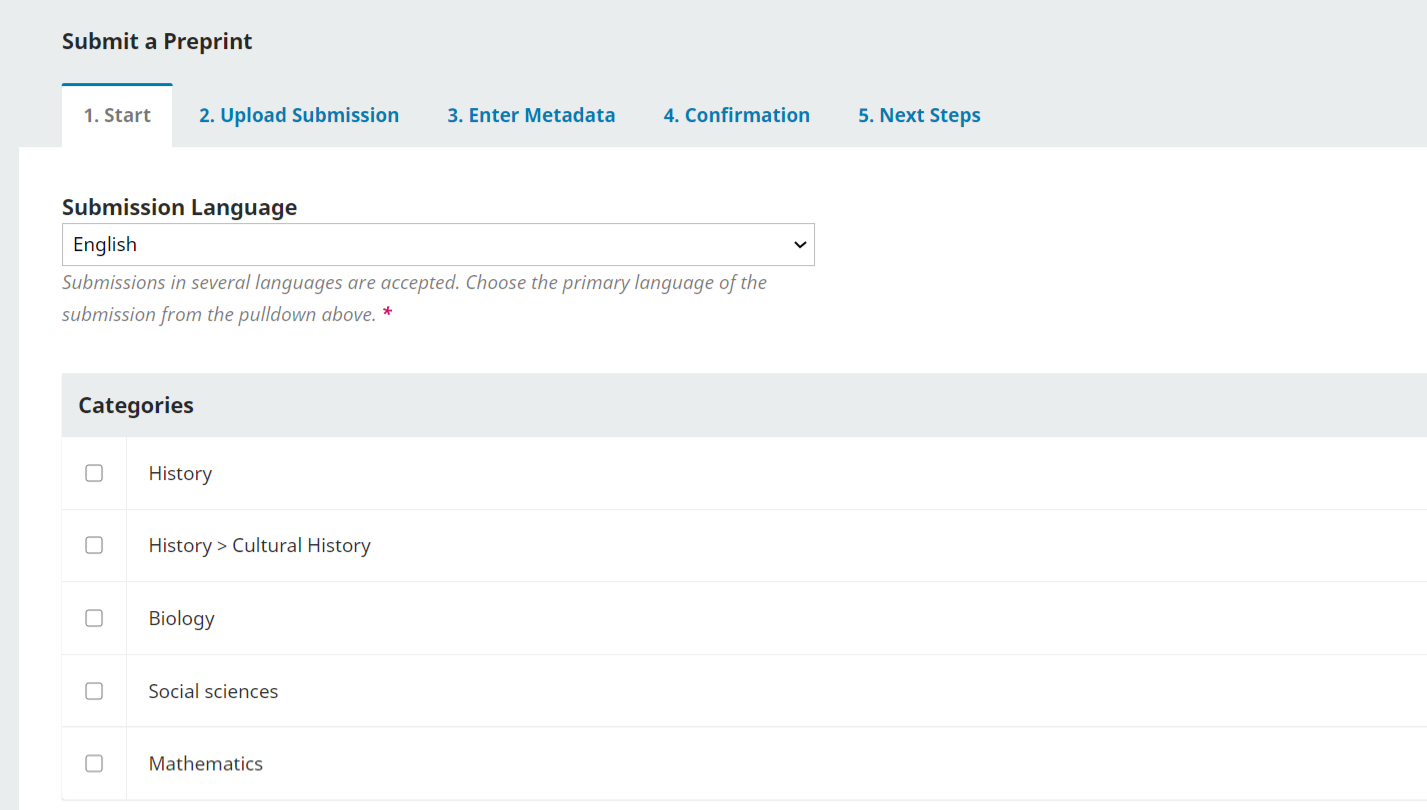 Submit a Preprint
1. Start 2. Upload Submission 3. Enter Metadata 4. Confirmation 5. Next Steps
Submission Language
English
Submissions in several languages are accepted. Choose the primary language of the
submission from the pulldown above. *
Categories
History
History > Cultural History
Biology
Social sciences
Mathematics